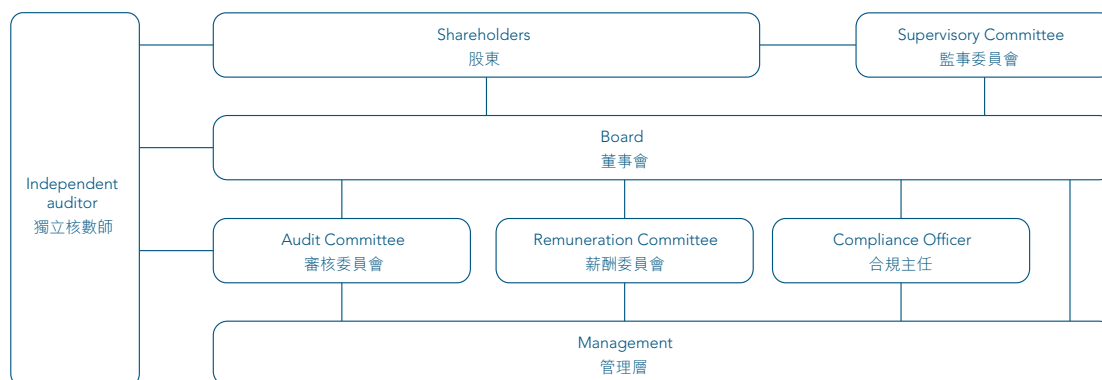 Shareholders
股東
Supervisory Committee
監事委員會
Board
董事會
Independent
auditor
獨立核數師
Audit Committee
審核委員會
Remuneration Committee
薪酬委員會
Compliance Officer
合規主任
Management
管理層